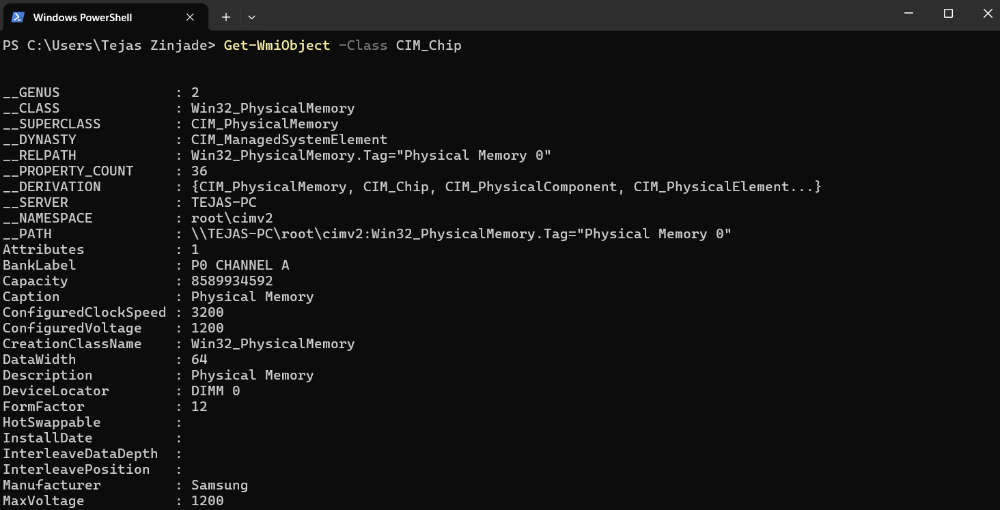 Windows PowerShell
PS C:\Users\Tejas Zinjade> Get-WmiObject -Class CIM_Chip
__GENUS : 2
__CLASS : Win32_PhysicalMemory
__SUPERCLASS : CIM_PhysicalMemory
__DYNASTY : CIM_ManagedSystemElement
__RELPATH : Win32_PhysicalMemory.Tag="Physical Memory 0"
__PROPERTY_COUNT : 36
__DERIVATION : {CIM_PhysicalMemory, CIM_Chip, CIM_PhysicalComponent, CIM_PhysicalElement...}
__SERVER : TEJAS-PC
__NAMESPACE : root\cimv2
__PATH : \\TEJAS-PC\root\cimv2:Win32_PhysicalMemory.Tag="Physical Memory 0"
Attributes : 1
BankLabel : P0 CHANNEL A
Capacity : 8589934592
Caption : Physical Memory
ConfiguredClockSpeed : 3200
ConfiguredVoltage : 1200
CreationClassName : Win32_PhysicalMemory
DataWidth : 64
Description : Physical Memory
DeviceLocator : DIMM 0
FormFactor : 12
HotSwappable :
InstallDate :
InterleaveDataDepth :
InterleavePosition :
Manufacturer : Samsung
MaxVoltage : 1200